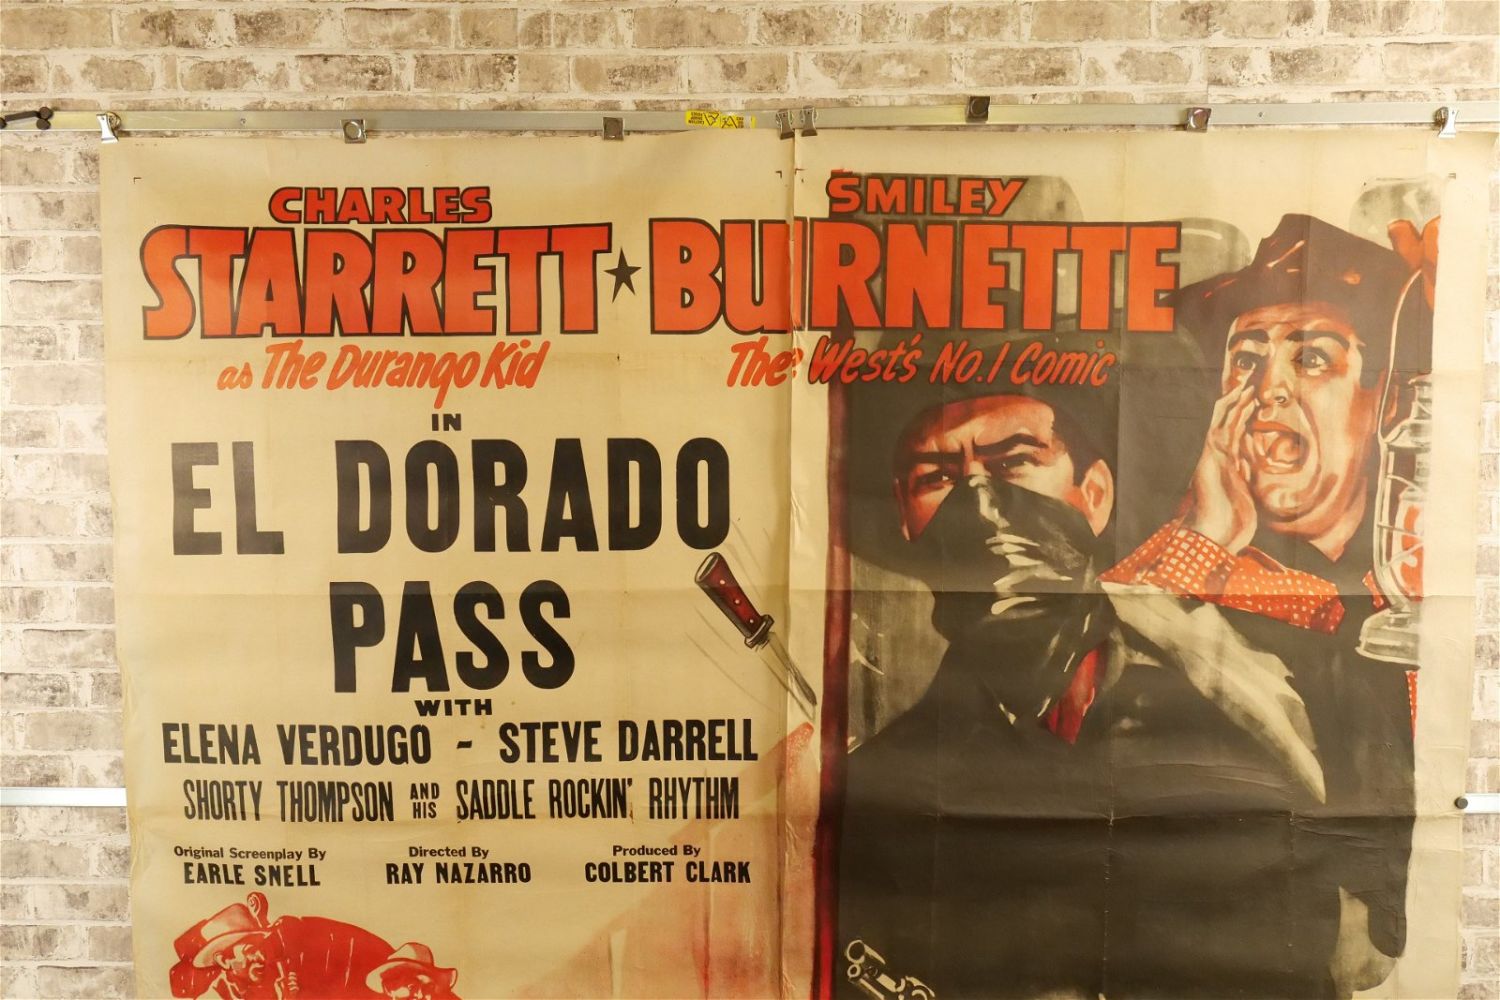 CHARLES
STARRETT ★ BURNETTE
SMILEY
as The Durango Kid
The West's No.1 Comic
IN
EL DORADO
PASS
WITH
ELENA VERDUGO - STEVE DARRELL
SHORTY THOMPSON AND HIS SADDLE ROCKIN' RHYTHM
Original Screenplay By
EARLE SNELL
Directed By
RAY NAZARRO
Produced By
COLBERT CLARK